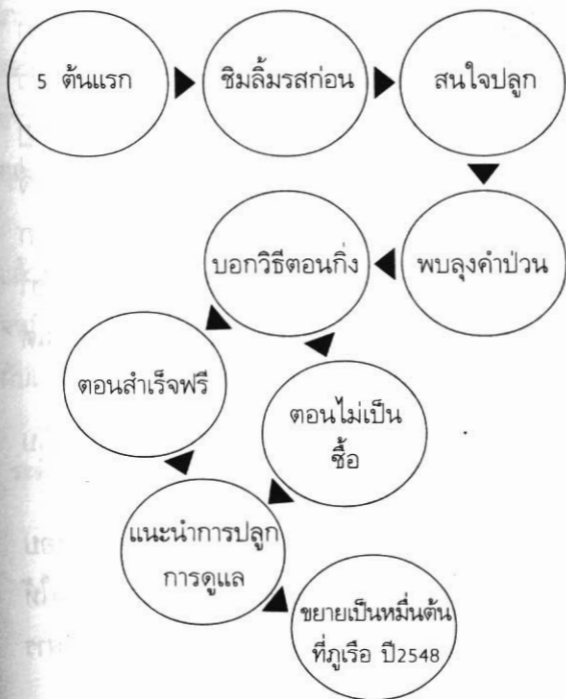 5 ต้นแรก
ชิมลิ้มรสก่อน
สนใจปลูก
พบลุงคำป่วน
บอกวิธีตอนกิ่ง
ตอนสำเร็จฟรี
ตอนไม่เป็น
ซื้อ
แนะนำการปลูก
การดูแล
ขยายเป็นหมื่นต้น
ที่ภูเรือ ปี2548